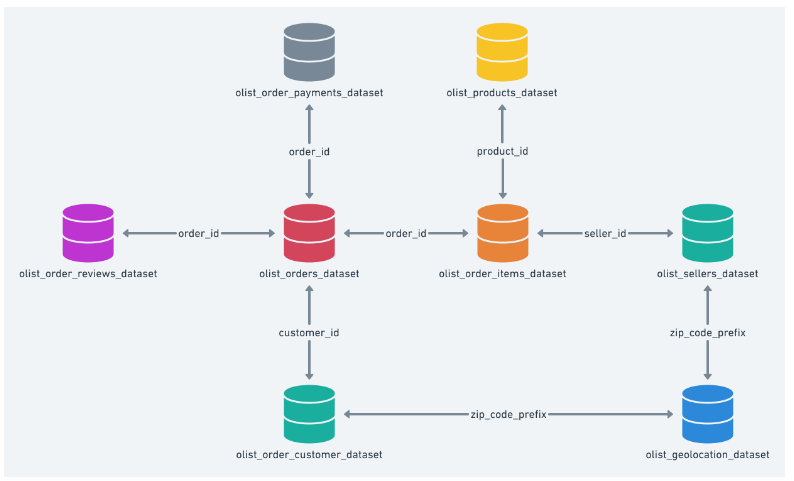 olist_order_payments_dataset
olist_products_dataset
order_id
product_id
order_id
order_id
seller_id
olist_order_reviews_dataset
olist_orders_dataset
olist_order_items_dataset
olist_sellers_dataset
customer_id
zip_code_prefix
zip_code_prefix
olist_order_customer_dataset
olist_geolocation_dataset